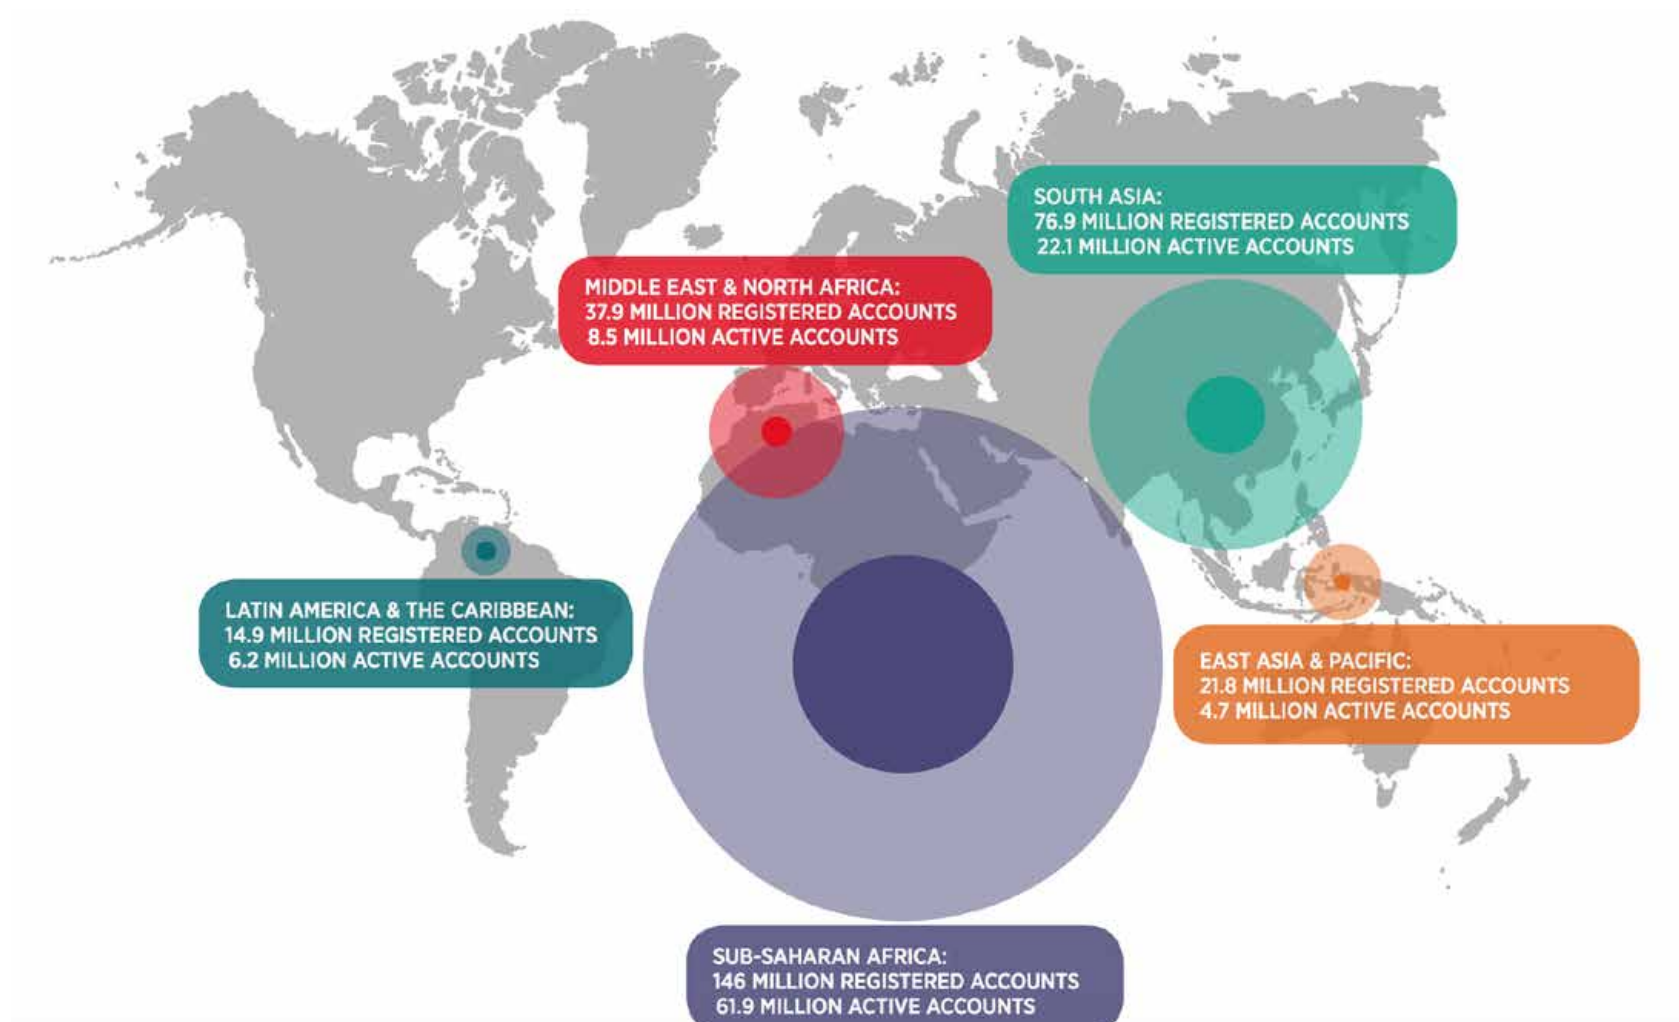 SOUTH ASIA:
76.9 MILLION REGISTERED ACCOUNTS
22.1 MILLION ACTIVE ACCOUNTS
MIDDLE EAST & NORTH AFRICA:
37.9 MILLION REGISTERED ACCOUNTS
8.5 MILLION ACTIVE ACCOUNTS
LATIN AMERICA & THE CARIBBEAN:
14.9 MILLION REGISTERED ACCOUNTS
6.2 MILLION ACTIVE ACCOUNTS
EAST ASIA & PACIFIC:
21.8 MILLION REGISTERED ACCOUNTS
4.7 MILLION ACTIVE ACCOUNTS
SUB-SAHARAN AFRICA:
146 MILLION REGISTERED ACCOUNTS
61.9 MILLION ACTIVE ACCOUNTS